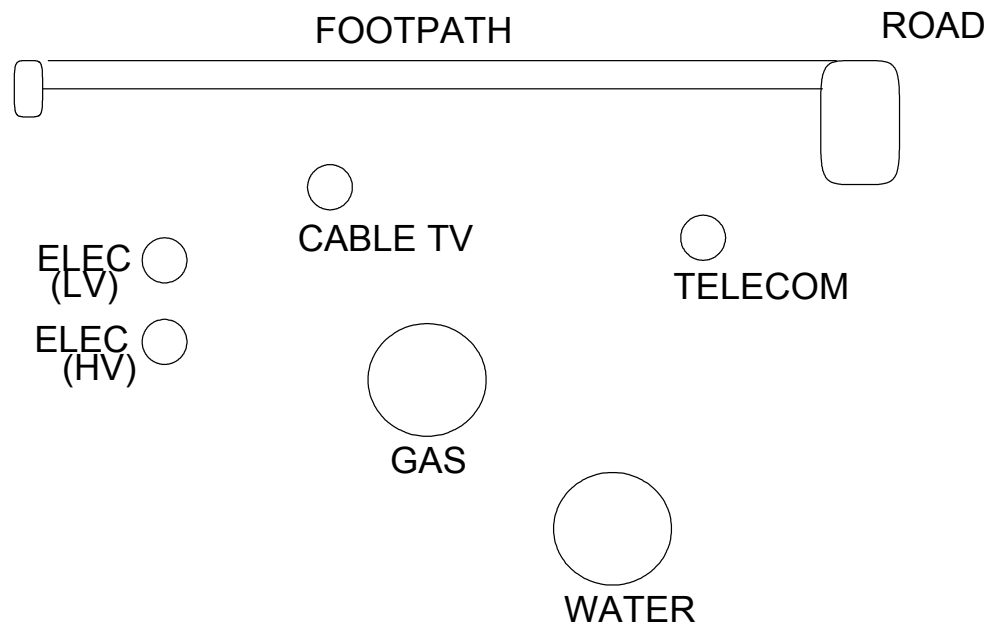 FOOTPATH
ROAD
CABLE TV
ELEC
(LV)
TELECOM
ELEC
(HV)
GAS
WATER